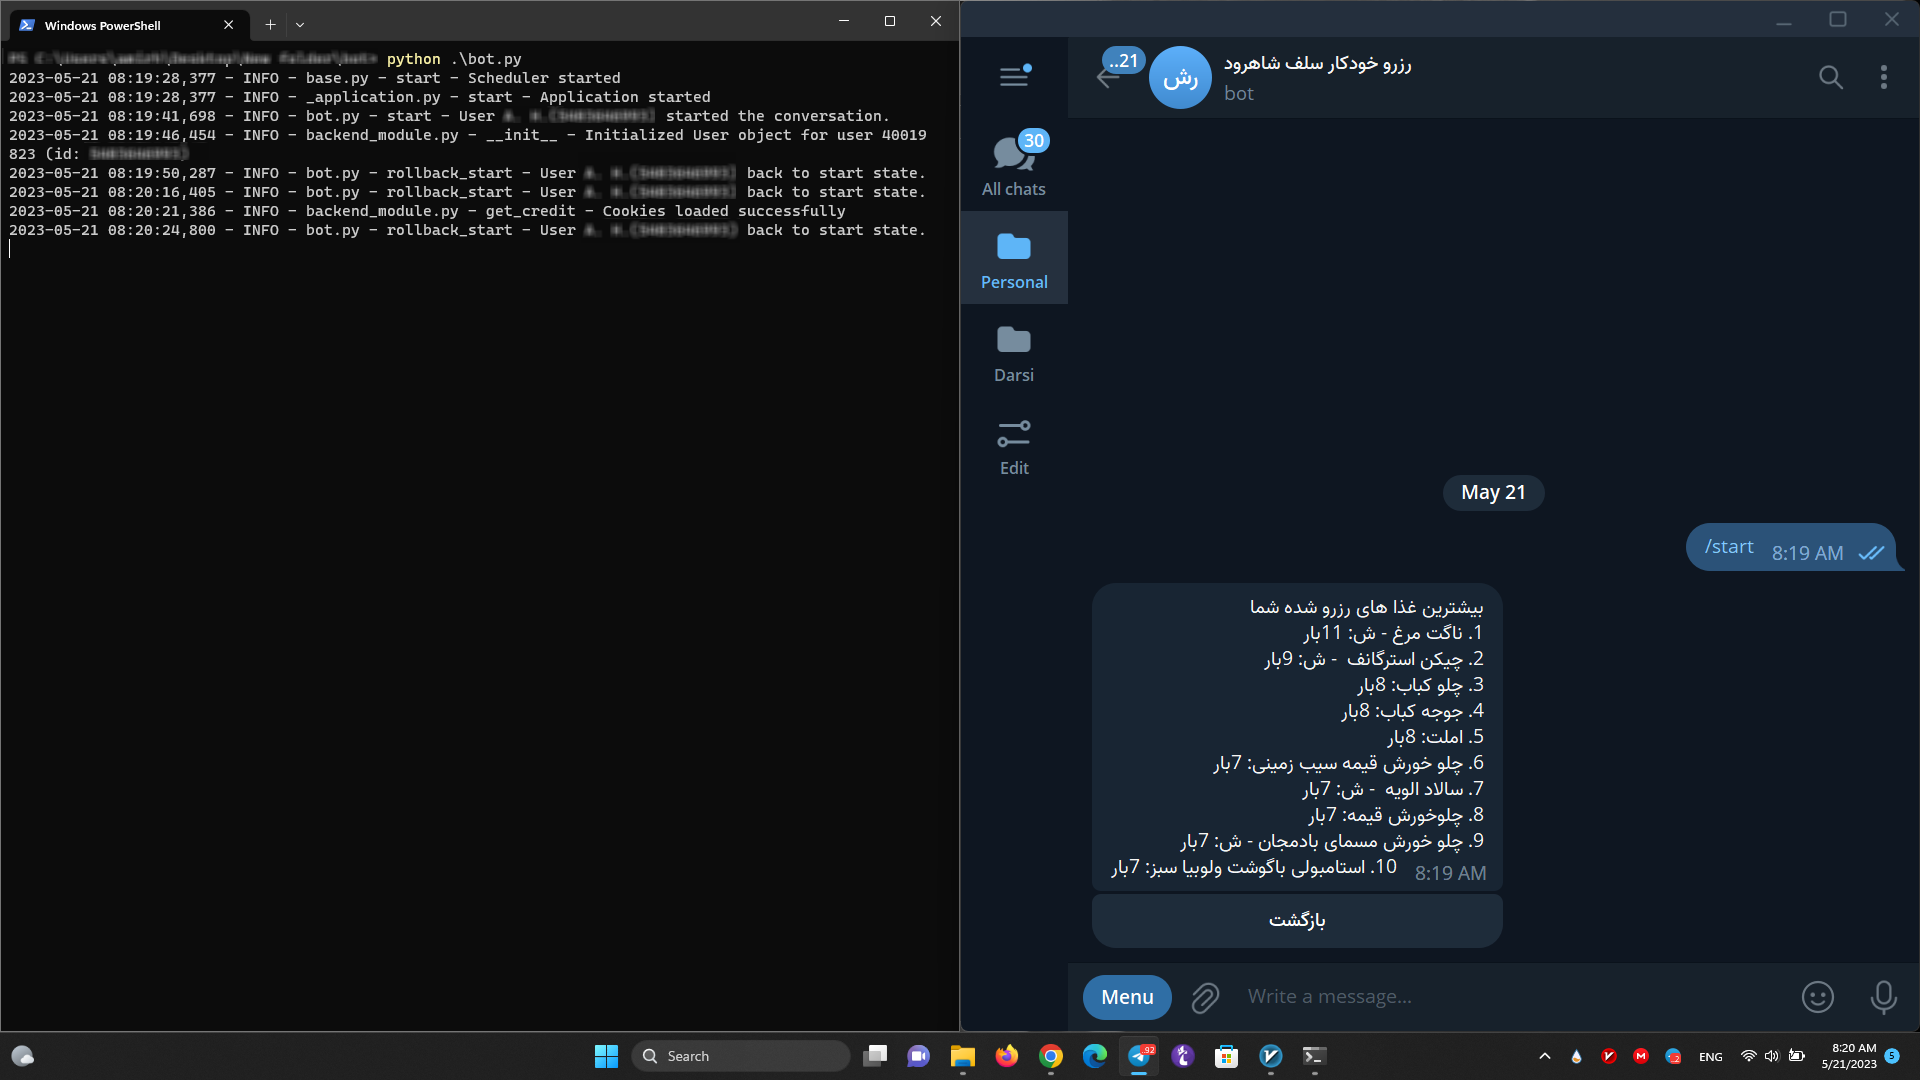 Windows PowerShell
python .\bot.py
2023-05-21 08:19:28,377 - INFO - base.py - start - Scheduler started
2023-05-21 08:19:28,377 - INFO - _application.py - start - Application started
2023-05-21 08:19:41,698 - INFO - bot.py - start - User started the conversation.
2023-05-21 08:19:46,454 - INFO - backend_module.py - __init__ - Initialized User object for user 40019
823 (id:
2023-05-21 08:19:50,287 - INFO - bot.py - rollback_start - User back to start state.
2023-05-21 08:20:16,405 - INFO - bot.py - rollback_start - User back to start state.
2023-05-21 08:20:21,386 - INFO - backend_module.py - get_credit - Cookies loaded successfully
2023-05-21 08:20:24,800 - INFO - bot.py - rollback_start - User back to start state.
..21
رش
رزرو خودکار سلف شاهرود
bot
30
All chats
Personal
Darsi
Edit
May 21
/start 8:19 AM
بیشترین غذا های رزرو شده شما
1. ناگت مرغ - ش: 11بار
2. چیکن استرگانف - ش: 9بار
3. چلو کباب: 8بار
4. جوجه کباب: 8بار
5. املت: 8بار
6. چلو خورش قیمه سیب زمینی: 7بار
7. سالاد الویه - ش: 7بار
8. چلوخورش قیمه: 7بار
9. چلو خورش مسمای بادمجان - ش: 7بار
10. استامبولی باگوشت ولوبیا سبز: 7بار
8:19 AM
بازگشت
Menu
Write a message...
Search
92
ENG
8:20 AM
5/21/2023
5